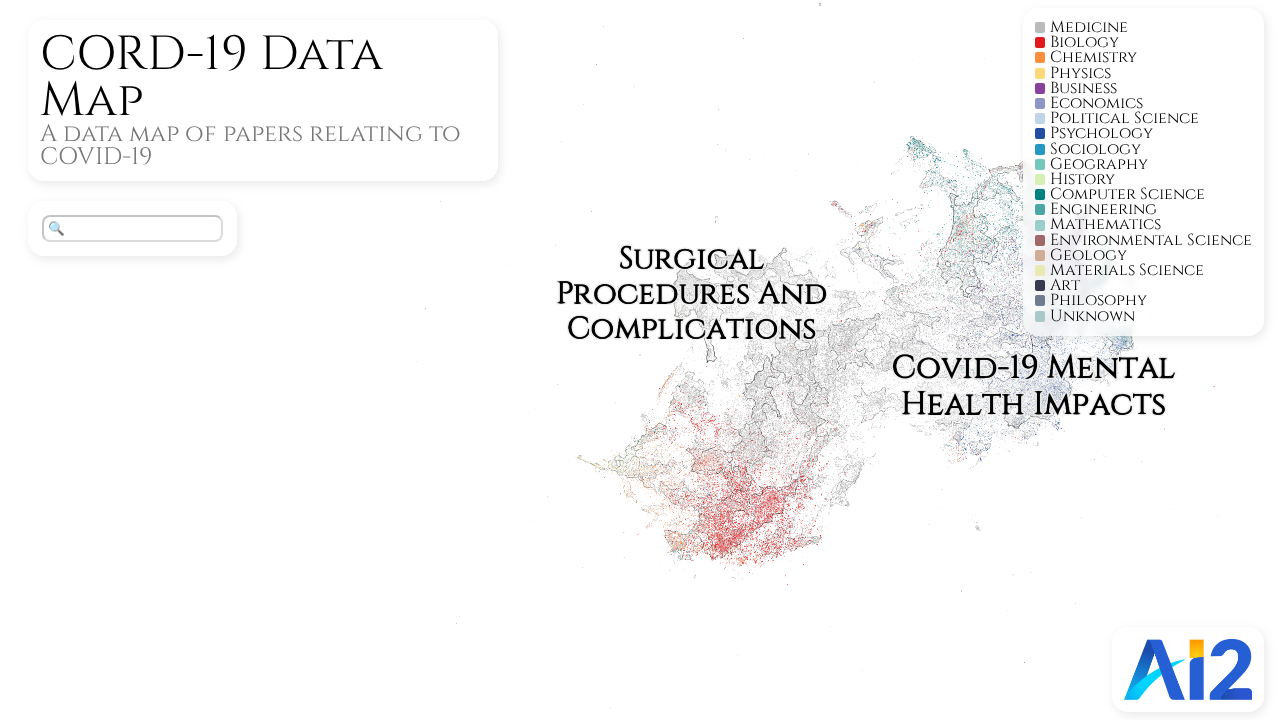 CORD-19 Data
Map
A data map of papers relating to
COVID-19
Surgical
Procedures And
Complications
Covid-19 Mental
Health Impacts
Medicine
Biology
Chemistry
Physics
Business
Economics
Political Science
Psychology
Sociology
Geography
History
Computer Science
Engineering
Mathematics
Environmental Science
Geology
Materials Science
Art
Philosophy
Unknown
Ai2